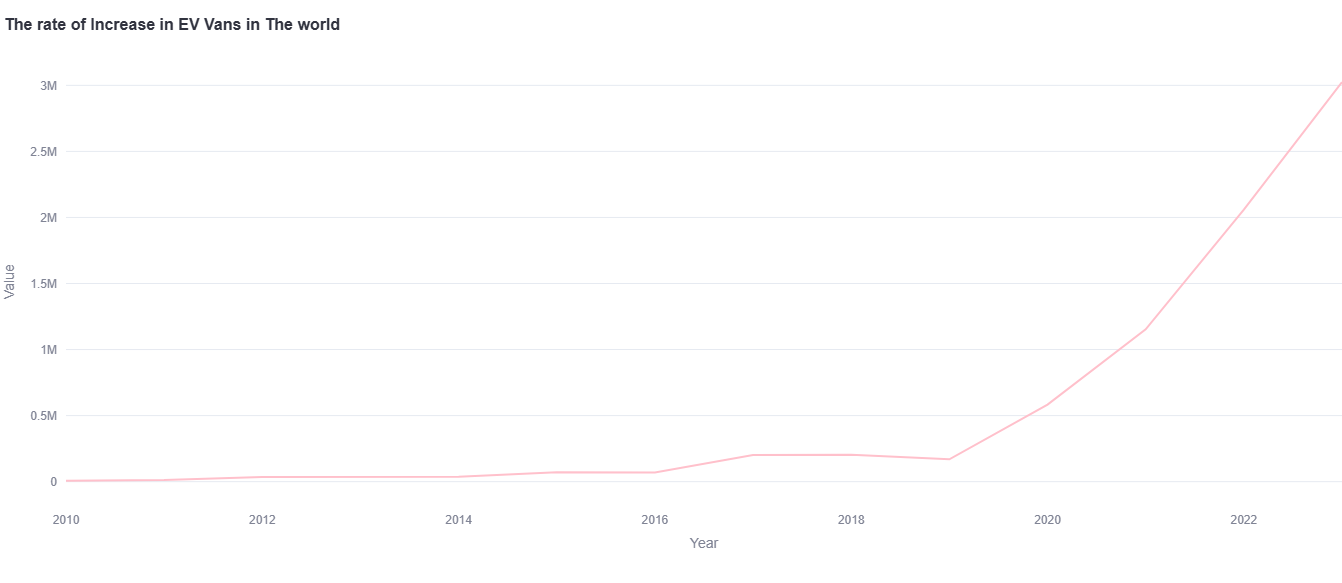 The rate of Increase in EV Vans in The world
3M
2.5M
2M
1.5M
1M
0.5M
0
Value
2010 2012 2014 2016 2018 2020 2022
Year